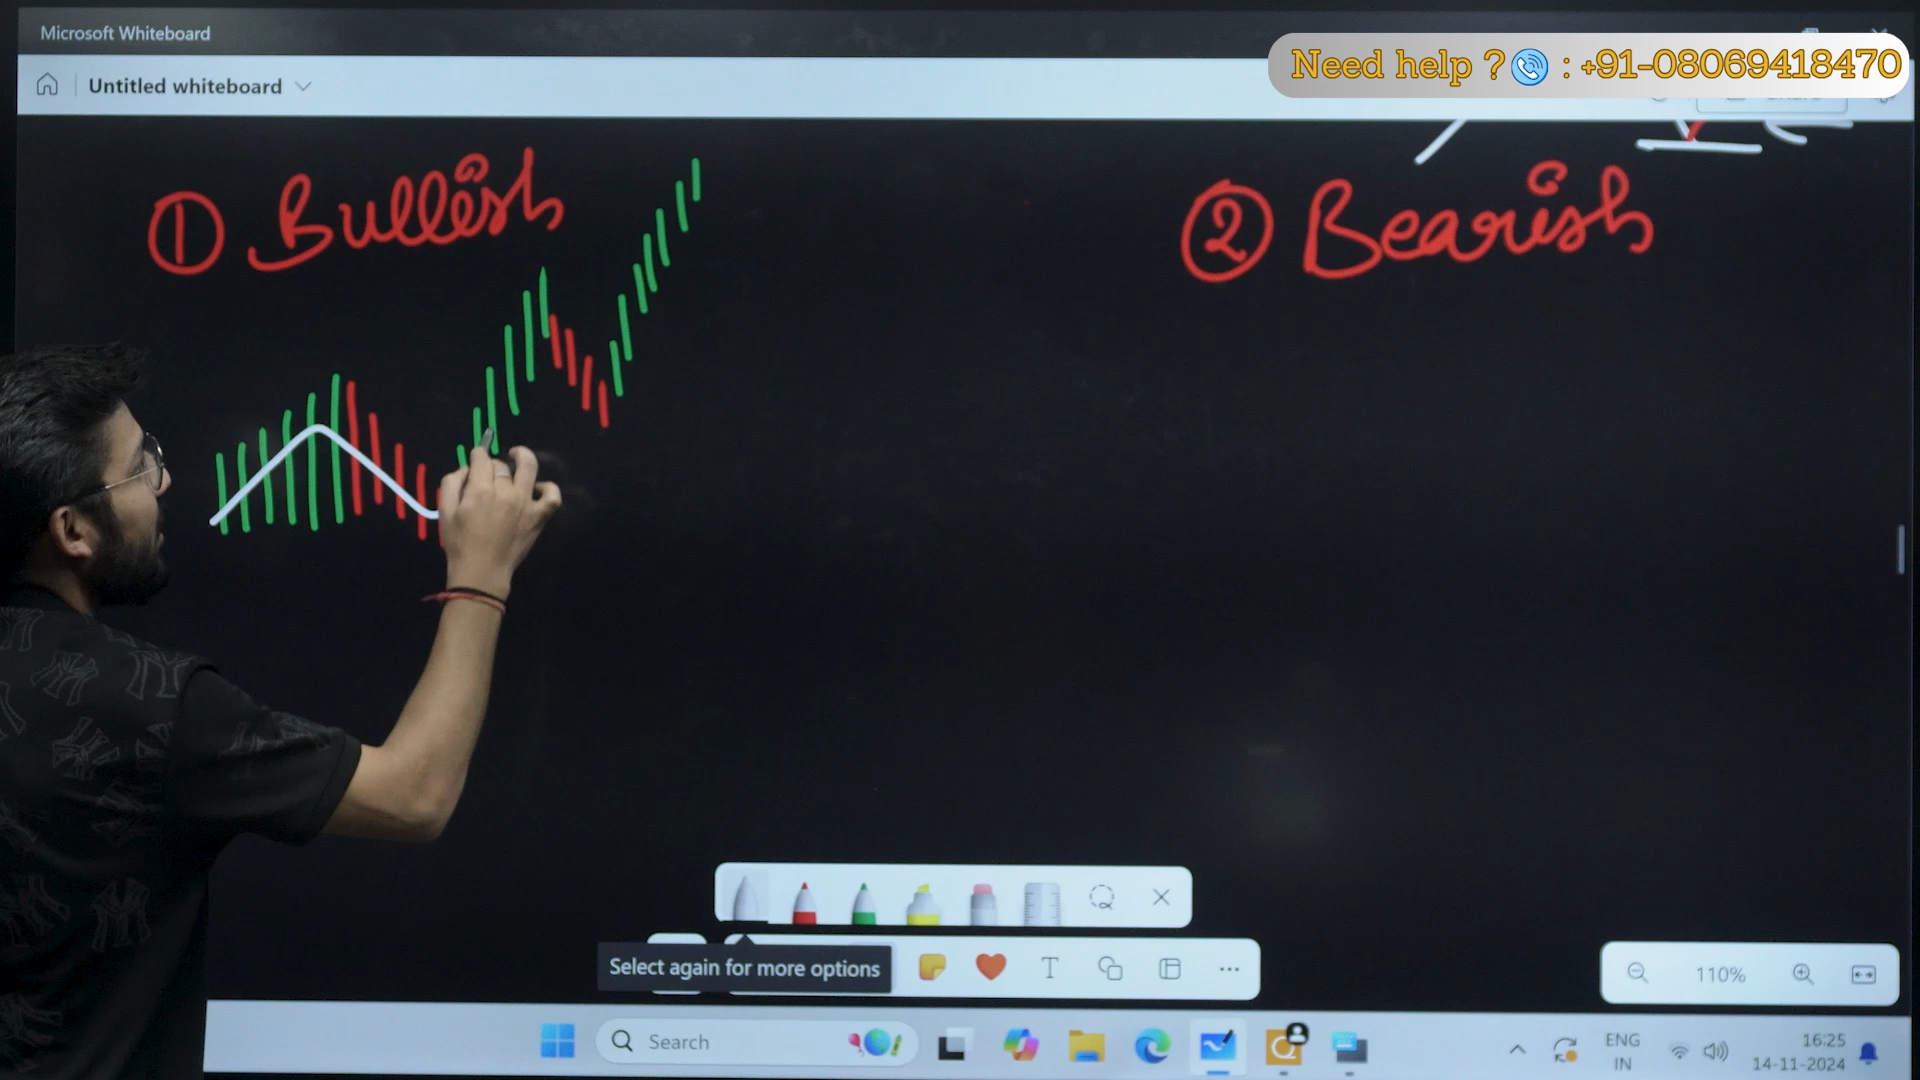 Microsoft Whiteboard
Need help ? : +91-08069418470
Untitled whiteboard
① Bullish
② Bearish
Select again for more options
T
110%
Search
ENG
IN
16:25
14-11-2024